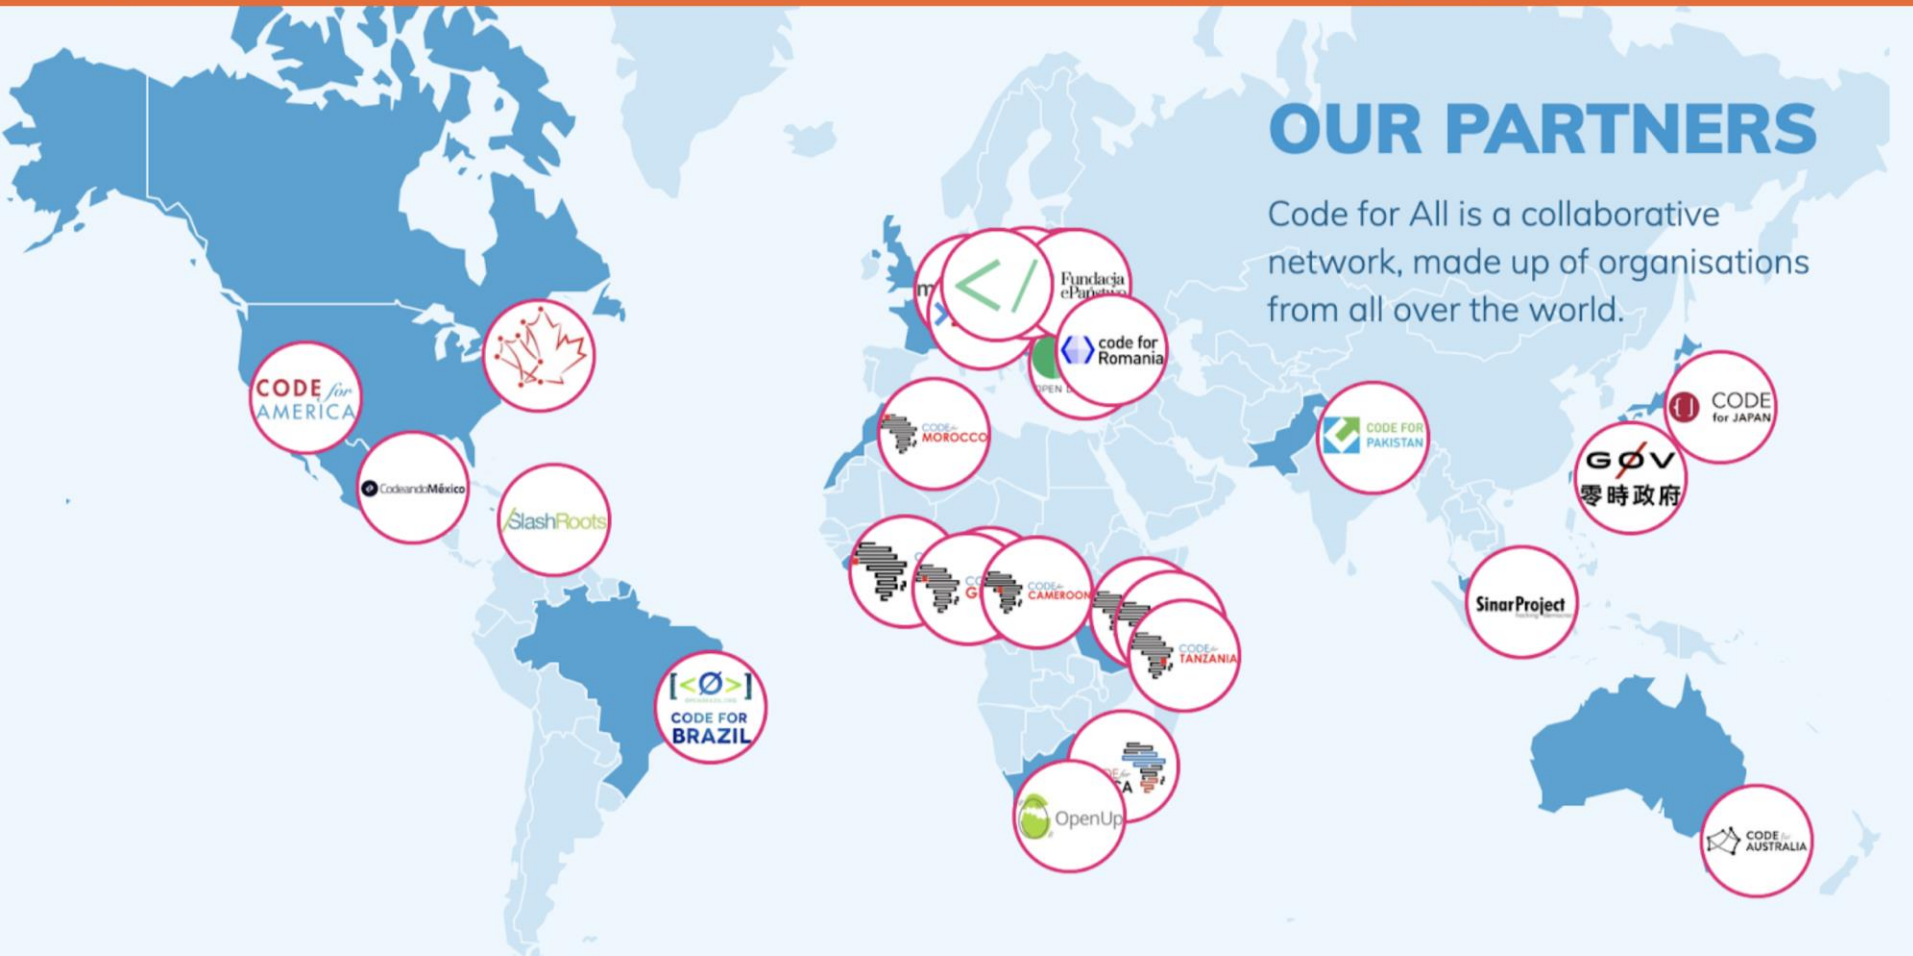 OUR PARTNERS
Code for All is a collaborative
network, made up of organisations
from all over the world.
Fundacja
ePaństwo
code for
Romania
CODE for
AMERICA
CODE for
MOROCCO
CODE FOR
PAKISTAN
CODE
for JAPAN
GØV
零時政府
CodeandoMéxico
SlashRoots
CODE for
CAMEROON
SinarProject
CODE for
TANZANIA
[<Ø>]
CODE FOR
BRAZIL
OpenUp
CODE for
AUSTRALIA